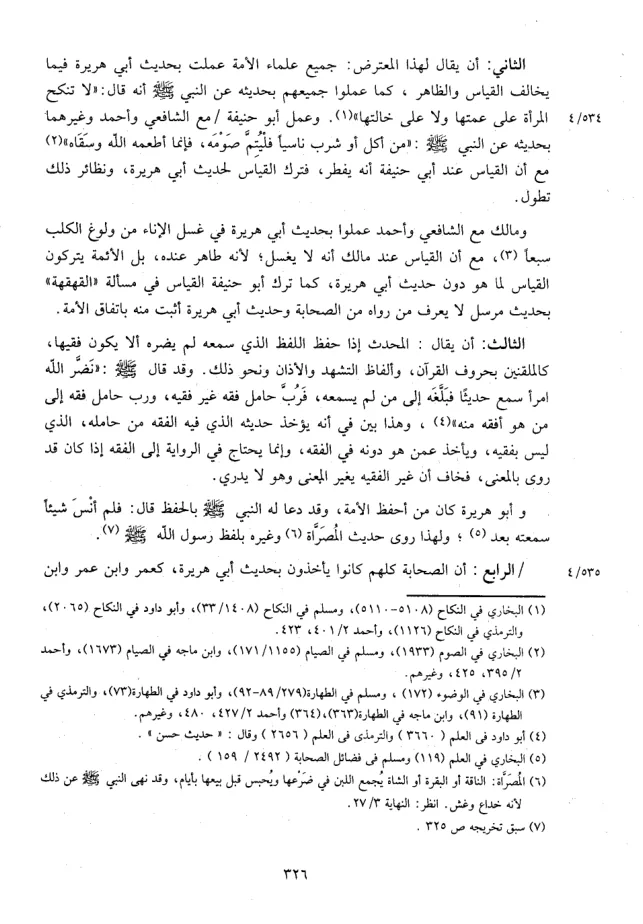 الثاني: أن يقال لهذا المعترض: جميع علماء الأمة عملت بحديث أبي هريرة فيما
يخالف القياس والظاهر ، كما عملوا جميعهم بحديثه عن النبي ﷺ أنه قال: «لا تنكح
المرأة على عمتها ولا على خالتها»(١). وعمل أبو حنيفة / مع الشافعي وأحمد وغيرهما
٤/٥٣٤
بحديثه عن النبي ﷺ :«من أكل أو شرب ناسياً فلْيُتِمَّ صَوْمَه، فإنما أطعمه الله وسَقَاه»(٢)
مع أن القياس عند أبي حنيفة أنه يفطر، فترك القياس لحديث أبي هريرة، ونظائر ذلك
تطول.
ومالك مع الشافعي وأحمد عملوا بحديث أبي هريرة في غسل الإناء من ولوغ الكلب
سبعاً (٣)، مع أن القياس عند مالك أنه لا يغسل؛ لأنه طاهر عنده، بل الأئمة يتركون
القياس لما هو دون حديث أبي هريرة، كما ترك أبو حنيفة القياس في مسألة «القهقهة»
بحديث مرسل لا يعرف من رواه من الصحابة وحديث أبي هريرة أثبت منه باتفاق الأمة.
الثالث: أن يقال : المحدث إذا حفظ اللفظ الذي سمعه لم يضره ألا يكون فقيها،
كالملقنين بحروف القرآن، وألفاظ التشهد والأذان ونحو ذلك. وقد قال ﷺ :«نَضَّر الله
امرأ سمع حديثًا فبَلَّغَه إلى من لم يسمعه، فَرُبَّ حامل فقه غير فقيه، ورب حامل فقه إلى
من هو أفقه منه»(٤) ، وهذا بين في أنه يؤخذ حديثه الذي فيه الفقه من حامله، الذي
ليس بفقيه، ويأخذ عمن هو دونه في الفقه، وإنما يحتاج في الرواية إلى الفقه إذا كان قد
روى بالمعنى، فخاف أن غير الفقيه يغير المعنى وهو لا يدري.
و أبو هريرة كان من أحفظ الأمة، وقد دعا له النبي ﷺ بالحفظ قال: فلم أنْسَ شيئاً
سمعته بعد (٥) ؛ ولهذا روى حديث المُصَرَّاة (٦) وغيره بلفظ رسول الله ﷺ (٧).
/ الرابع : أن الصحابة كلهم كانوا يأخذون بحديث أبي هريرة، كعمر وابن عمر وابن
٤/٥٣٥
(١) البخاري في النكاح (٥١٠٨-٥١١٠)، ومسلم في النكاح (٣٣/١٤٠٨)، وأبو داود في النكاح (٢٠٦٥)،
والترمذي في النكاح (١١٢٦)، وأحمد ٢/ ٤٠١، ٤٢٣.
(٢) البخاري في الصوم (١٩٣٣)، ومسلم في الصيام (١٧١/١١٥٥)، وابن ماجه في الصيام (١٦٧٣)، وأحمد
٢/ ٣٩٥، ٤٢٥، وغيرهم.
(٣) البخاري في الوضوء (١٧٢) ، ومسلم في الطهارة(٨٩/٢٧٩-٩٢)، وأبو داود في الطهارة(٧٣)، والترمذي في
الطهارة (٩١)، وابن ماجه في الطهارة(٣٦٣)،(٣٦٤) وأحمد ٢/ ٤٢٧، ٤٨٠، وغيرهم.
(٤) أبو داود فى العلم ( ٣٦٦٠ ) والترمذى فى العلم ( ٢٦٥٦ ) وقال : « حديث حسن » .
(٥) البخاري في العلم (١١٩) ومسلم فى فضائل الصحابة ( ٢٤٩٢ / ١٥٩ ) .
(٦) المُصَرَّاة: الناقة أو البقرة أو الشاة يُجمع اللبن في ضَرْعها ويُحبس قبل بيعها بأيام، وقد نهى النبي ﷺ عن ذلك
لأنه خداع وغش. انظر: النهاية ٣/ ٢٧.
(٧) سبق تخريجه ص ٣٢٥ .
٣٢٦